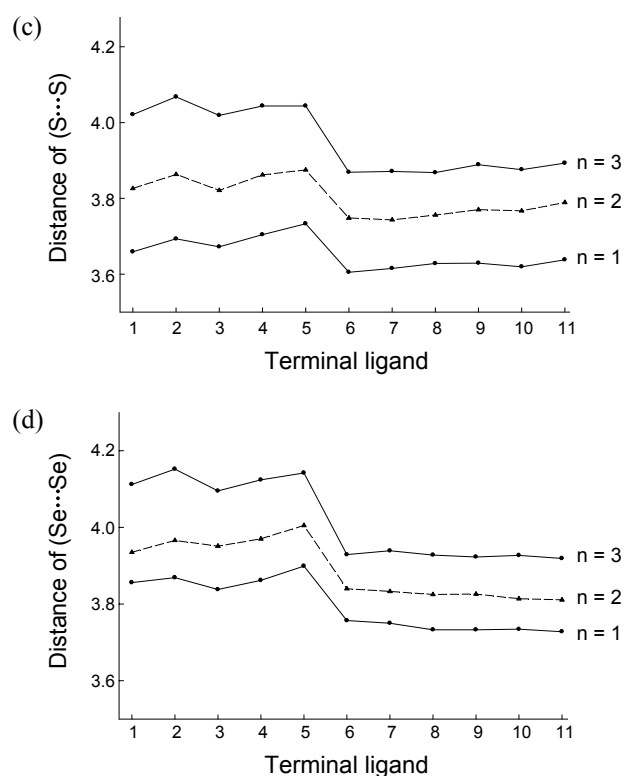 (c)
Distance of (S···S)
4.2
4.0
3.8
3.6
n = 3
n = 2
n = 1
1 2 3 4 5 6 7 8 9 10 11
Terminal ligand
(d)
Distance of (Se···Se)
4.2
4.0
3.8
3.6
n = 3
n = 2
n = 1
1 2 3 4 5 6 7 8 9 10 11
Terminal ligand